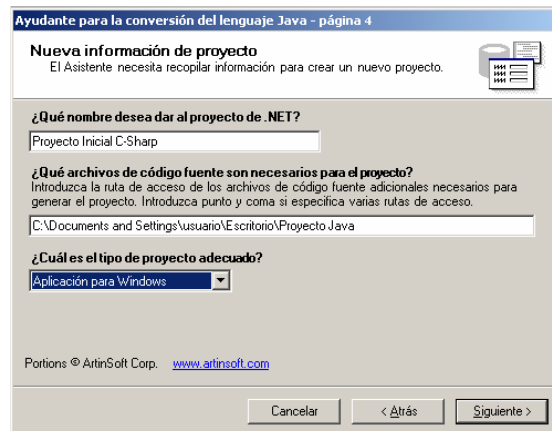 Ayudante para la conversión del lenguaje Java - página 4
Nueva información de proyecto
El Asistente necesita recopilar información para crear un nuevo proyecto.
¿Qué nombre desea dar al proyecto de .NET?
Proyecto Inicial C-Sharp
¿Qué archivos de código fuente son necesarios para el proyecto?
Introduzca la ruta de acceso de los archivos de código fuente adicionales necesarios para
generar el proyecto. Introduzca punto y coma si especifica varias rutas de acceso.
C:\Documents and Settings\usuario\Escritorio\Proyecto Java
¿Cuál es el tipo de proyecto adecuado?
Aplicación para Windows
Portions © ArtinSoft Corp. www.artinsoft.com
Cancelar < Atrás Siguiente >